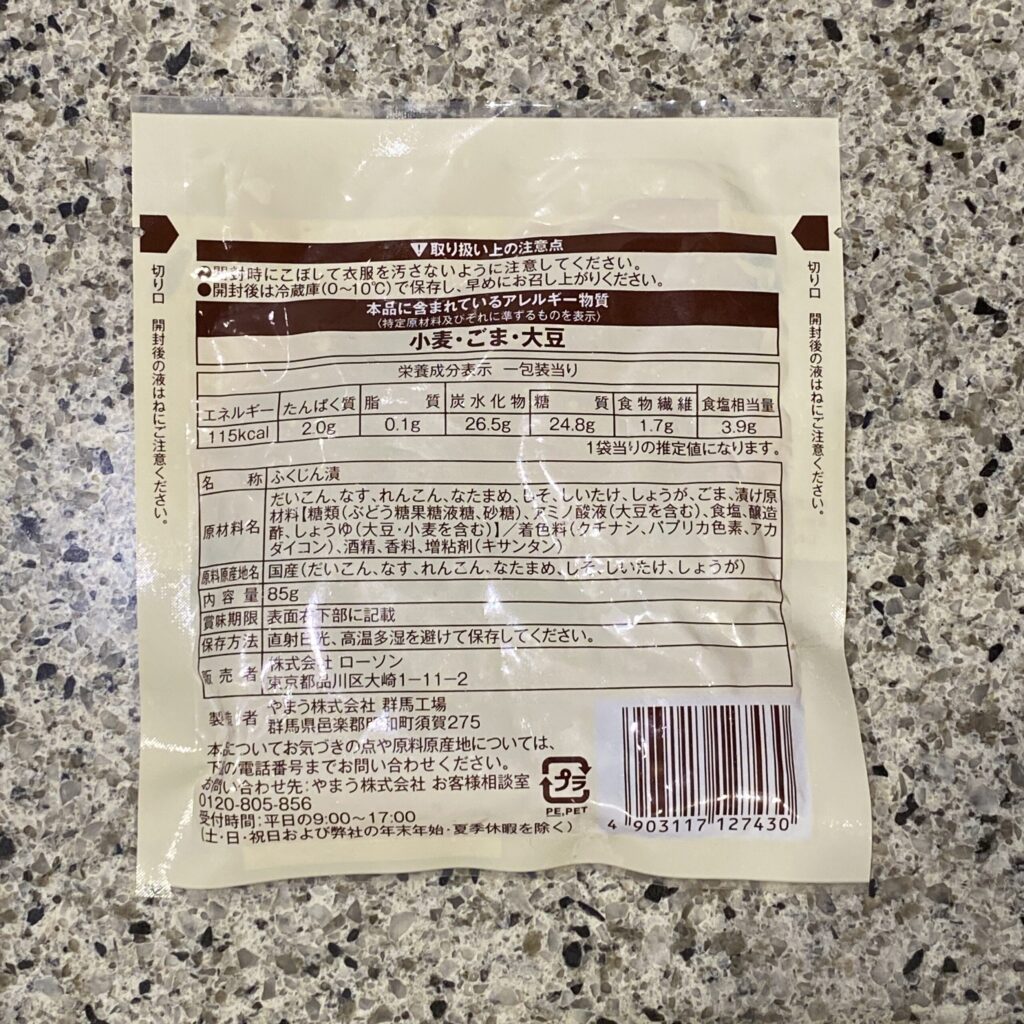 取り扱い上の注意点
開封時にこぼして衣服を汚さないように注意してください。
●開封後は冷蔵庫(0~10℃)で保存し、早めにお召し上がりください。
本品に含まれているアレルギー物質
〈特定原材料及びそれに準ずるものを表示〉
小麦・ごま・大豆
栄養成分表示 一包装当り
エネルギー たんぱく質 脂質 炭水化物 糖質 食物繊維 食塩相当量
115kcal 2.0g 0.1g 26.5g 24.8g 1.7g 3.9g
1袋当りの推定値になります。
名称 ふくじん漬
原材料名 だいこん、なす、れんこん、なたまめ、しそ、しいたけ、しょうが、ごま、漬け原
材料【糖類(ぶどう糖果糖液糖、砂糖)、アミノ酸液(大豆を含む)、食塩、醸造
酢、しょうゆ(大豆・小麦を含む)】/着色料(クチナシ、パプリカ色素、アカ
ダイコン)、酒精、香料、増粘剤(キサンタン)
原料原産地名 国産(だいこん、なす、れんこん、なたまめ、しそ、しいたけ、しょうが)
内容量 85g
賞味期限 表面右下部に記載
保存方法 直射日光、高温多湿を避けて保存してください。
販売者 株式会社 ローソン
東京都品川区大崎1-11-2
製造者 やまう株式会社 群馬工場
群馬県邑楽郡明和町須賀275
本品についてお気づきの点や原料原産地については、
下記の電話番号までお問い合わせください。
お問い合わせ先:やまう株式会社 お客様相談室
0120-805-856
受付時間:平日の9:00~17:00
(土・日・祝日および弊社の年末年始・夏季休暇を除く)
プラ
PE,PET
4 903117 127430
切り口 開封後の液はねにご注意ください。
切り口 開封後の液はねにご注意ください。